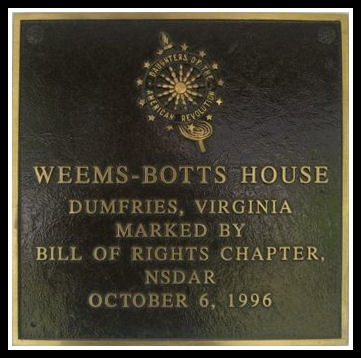 DAUGHTERS OF THE
AMERICAN REVOLUTION
WEEMS-BOTTS HOUSE
DUMFRIES, VIRGINIA
MARKED BY
BILL OF RIGHTS CHAPTER,
NSDAR
OCTOBER 6, 1996